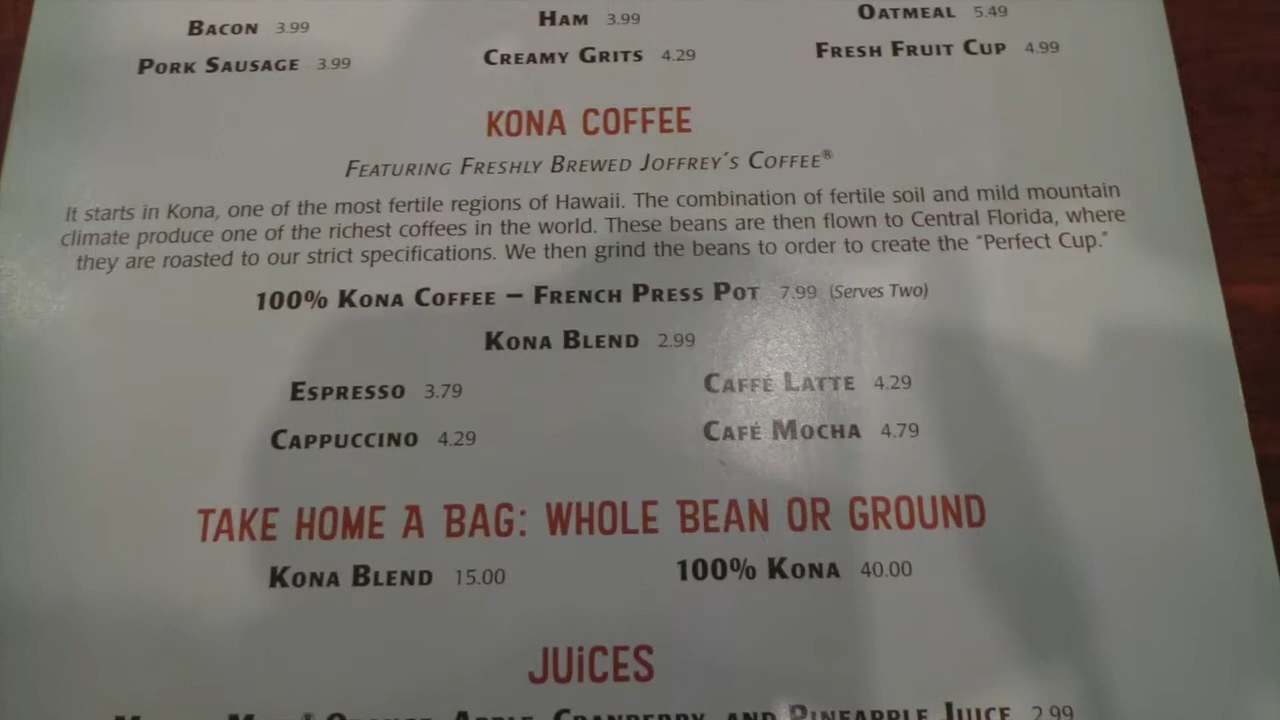 Bacon 3.99 Ham 3.99 Oatmeal 5.49
Pork Sausage 3.99 Creamy Grits 4.29 Fresh Fruit Cup 4.99
KONA COFFEE
Featuring Freshly Brewed Joffrey's Coffee®
It starts in Kona, one of the most fertile regions of Hawaii. The combination of fertile soil and mild mountain
climate produce one of the richest coffees in the world. These beans are then flown to Central Florida, where
they are roasted to our strict specifications. We then grind the beans to order to create the "Perfect Cup."
100% Kona Coffee – French Press Pot 7.99 (Serves Two)
Kona Blend 2.99
Espresso 3.79 Caffé Latte 4.29
Cappuccino 4.29 Café Mocha 4.79
TAKE HOME A BAG: WHOLE BEAN OR GROUND
Kona Blend 15.00 100% Kona 40.00
JUiCES
Apple, Cranberry, and Pineapple Juice 2.99